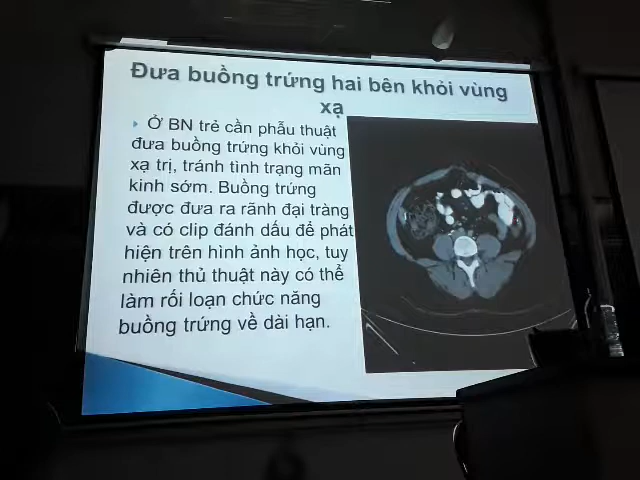 Đưa buồng trứng hai bên khỏi vùng
xạ
Ở BN trẻ cần phẫu thuật
đưa buồng trứng khỏi vùng
xạ trị, tránh tình trạng mãn
kinh sớm. Buồng trứng
được đưa ra rãnh đại tràng
và có clip đánh dấu để phát
hiện trên hình ảnh học, tuy
nhiên thủ thuật này có thể
làm rối loạn chức năng
buồng trứng về dài hạn.